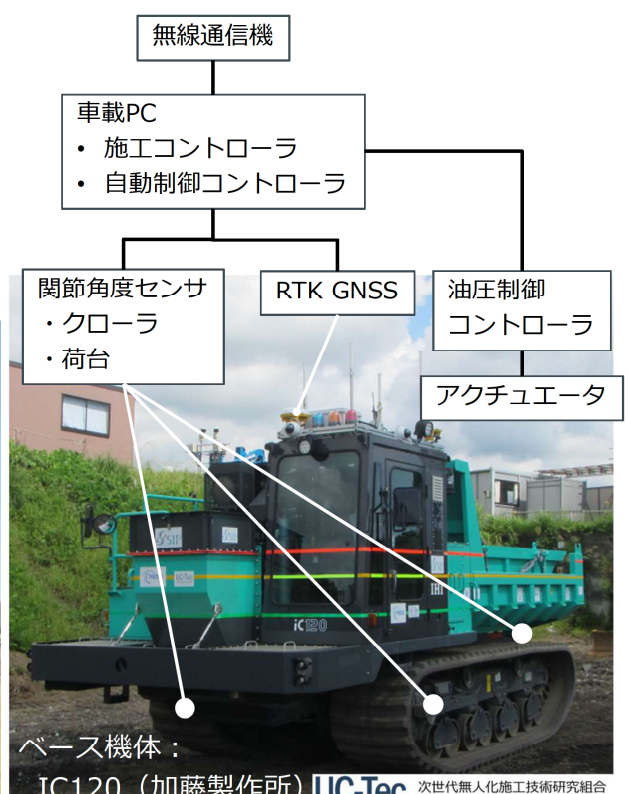 無線通信機
車載PC
• 施工コントローラ
• 自動制御コントローラ
関節角度センサ
・クローラ
・荷台
RTK GNSS
油圧制御
コントローラ
アクチュエータ
SIP
UC-Tec
IHI
iC120
ベース機体：
IC120（加藤製作所）
UC-Tec 次世代無人化施工技術研究組合